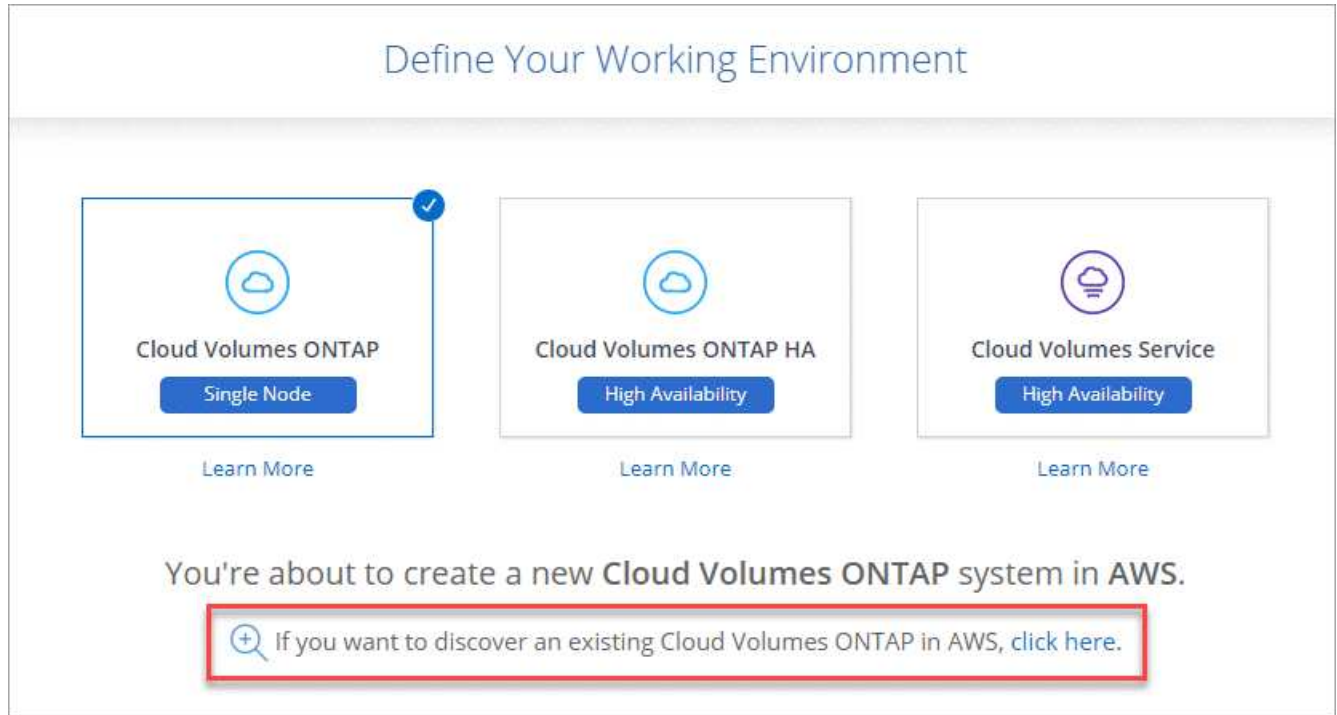 Define Your Working Environment
Cloud Volumes ONTAP
Single Node
Learn More
Cloud Volumes ONTAP HA
High Availability
Learn More
Cloud Volumes Service
High Availability
Learn More
You're about to create a new Cloud Volumes ONTAP system in AWS.
If you want to discover an existing Cloud Volumes ONTAP in AWS, click here.